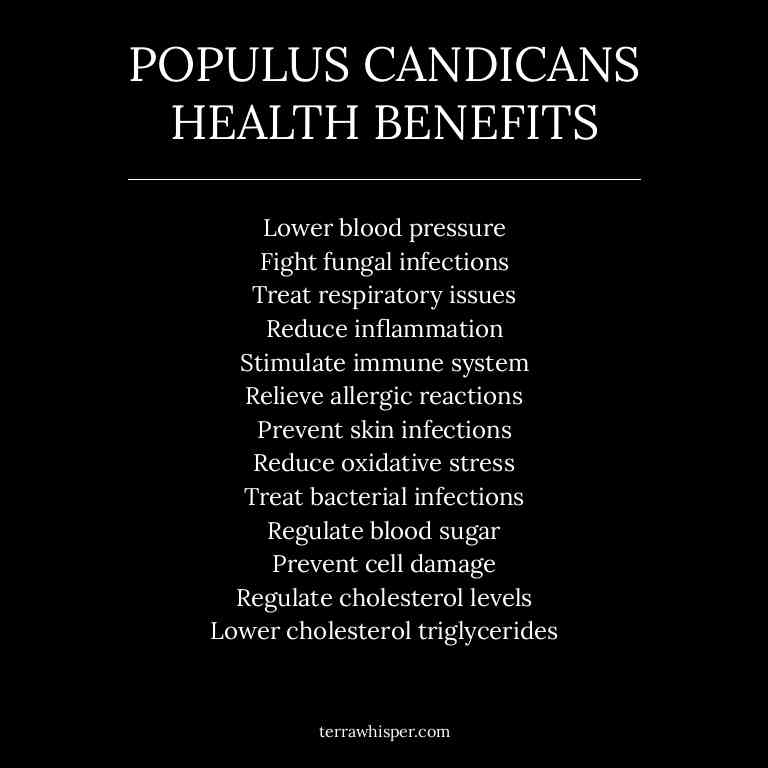 POPULUS CANDICANS
HEALTH BENEFITS
Lower blood pressure
Fight fungal infections
Treat respiratory issues
Reduce inflammation
Stimulate immune system
Relieve allergic reactions
Prevent skin infections
Reduce oxidative stress
Treat bacterial infections
Regulate blood sugar
Prevent cell damage
Regulate cholesterol levels
Lower cholesterol triglycerides
terrawhisper.com